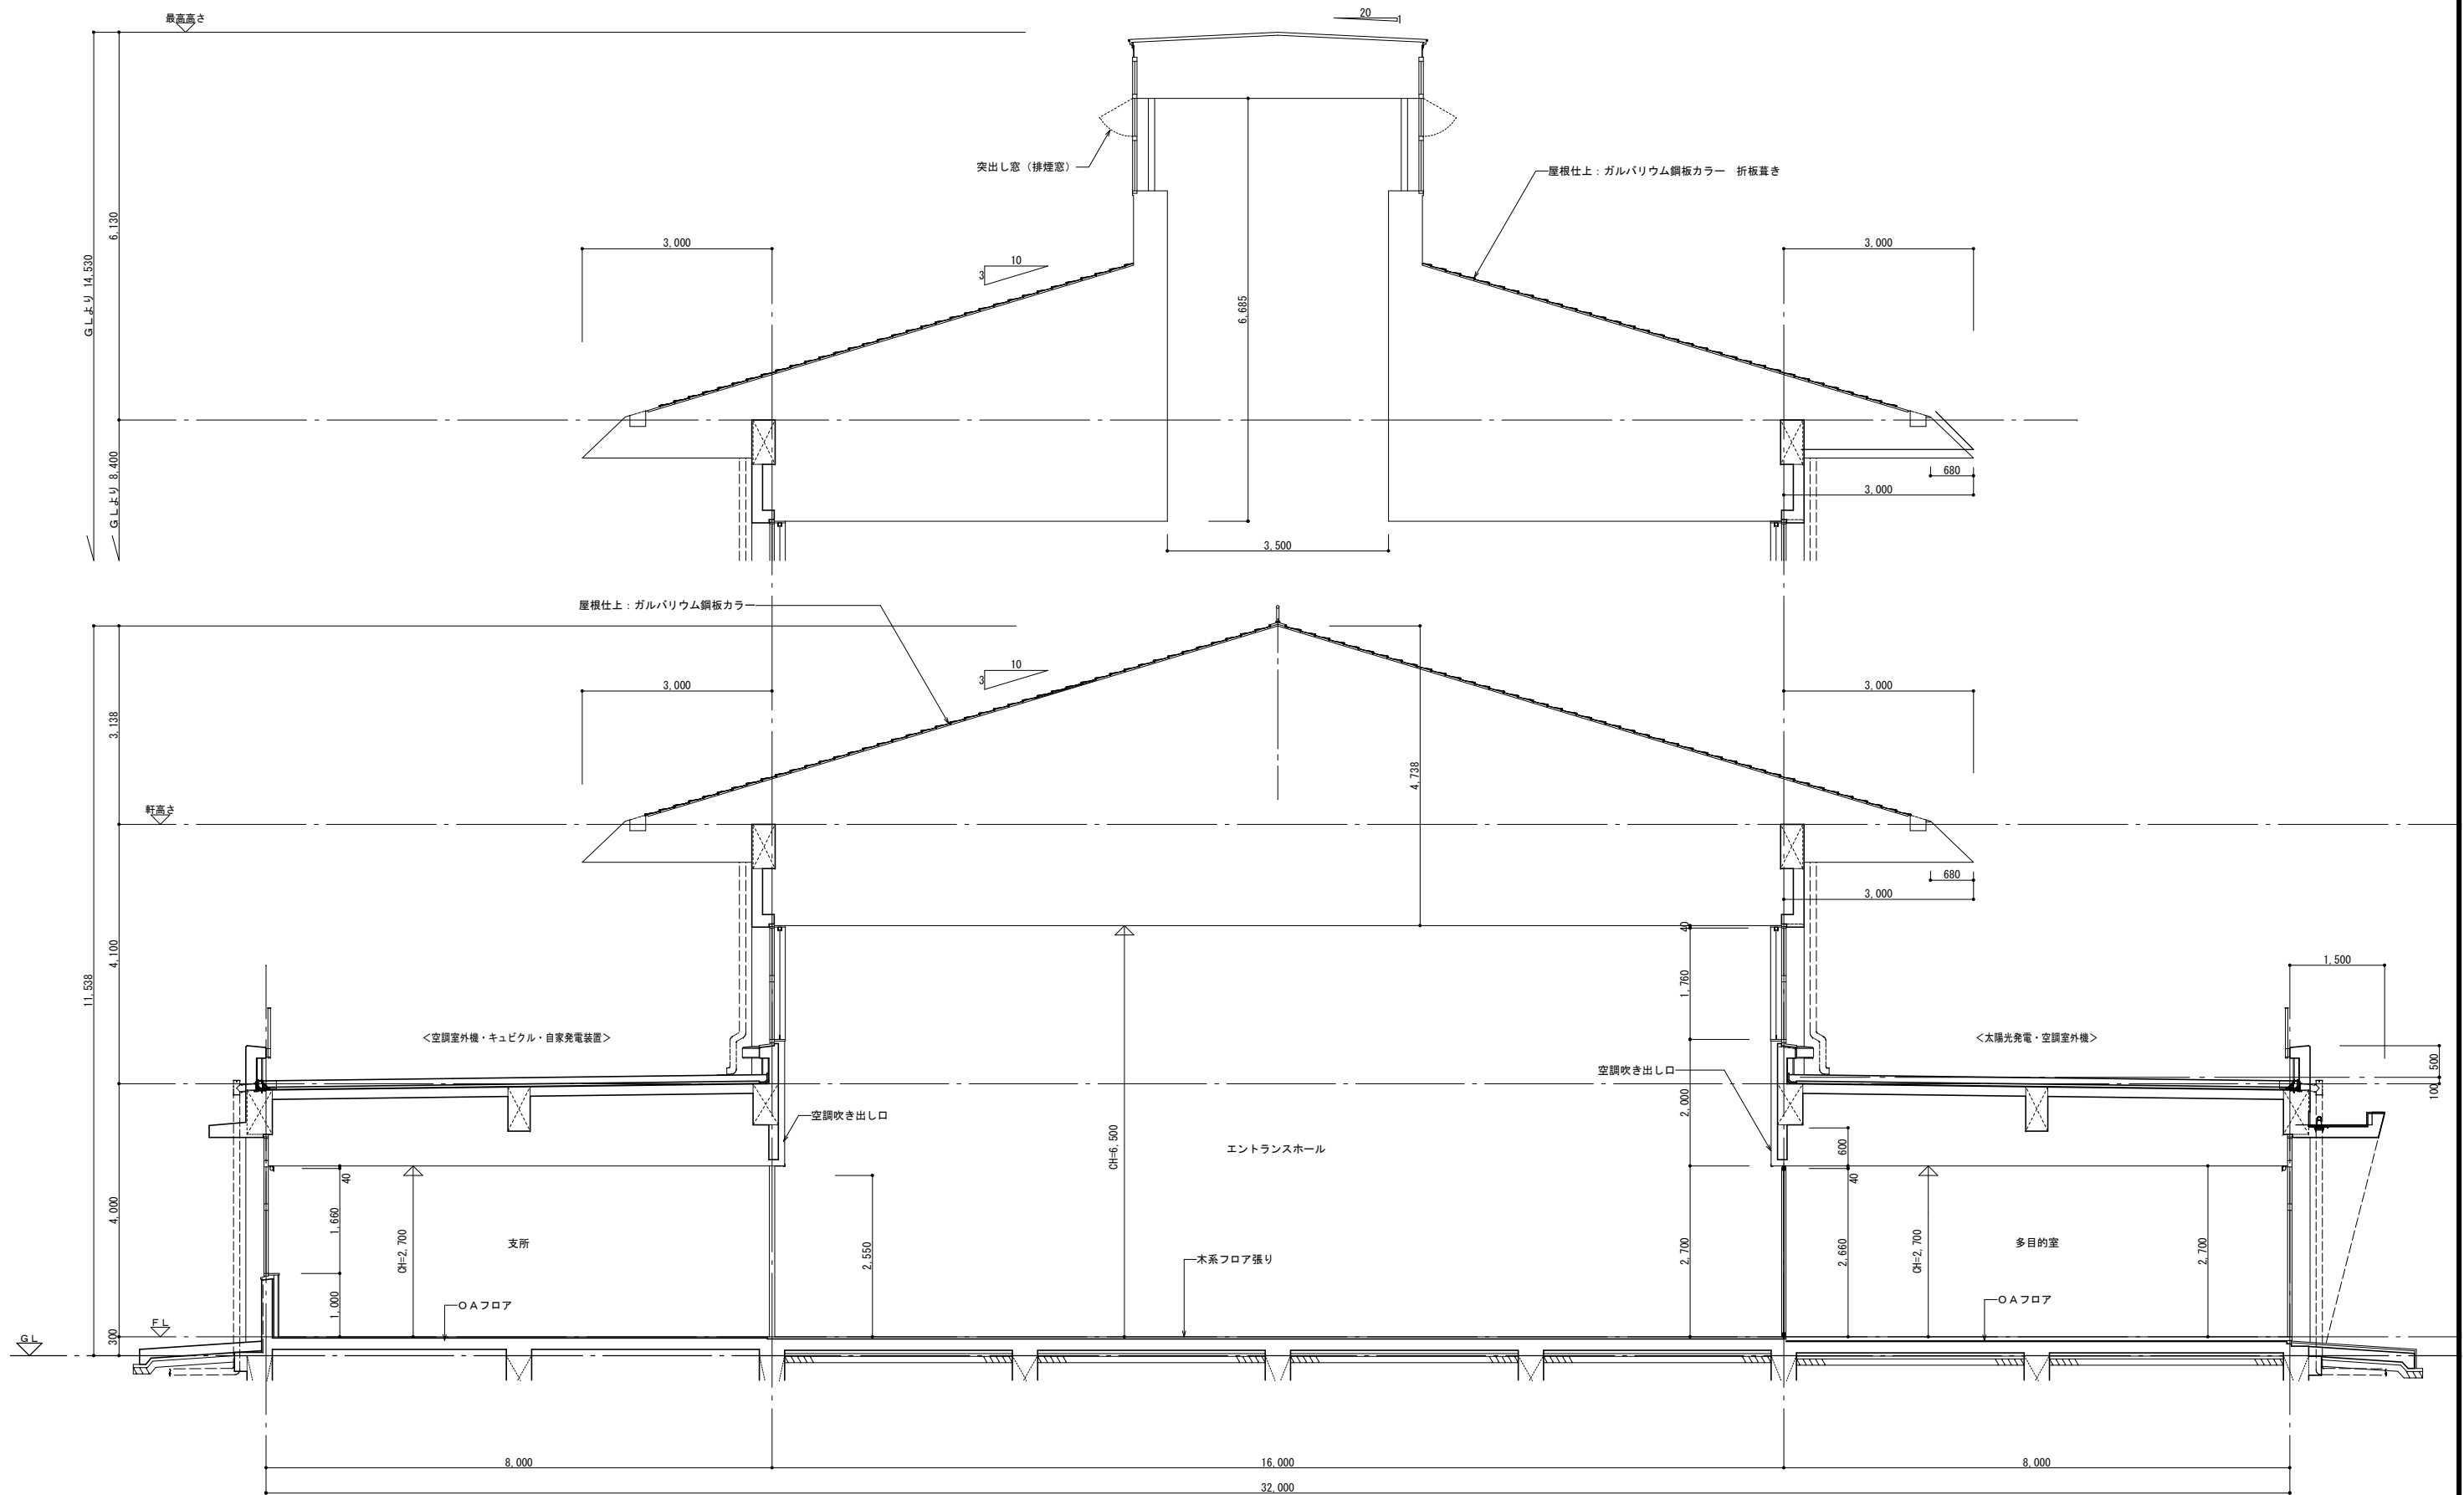 最高高さ
20
1
突出し窓（排煙窓）
屋根仕上：ガルバリウム鋼板カラー　折板葺き
6,130
GLより 14,530
3,000
10
3
3,000
6,685
GLより 8,400
680
3,000
3,500
屋根仕上：ガルバリウム鋼板カラー
10
3
3,000
3,000
3,138
4,738
軒高さ
680
3,000
40
4,100
11,538
1,760
1,500
＜空調室外機・キュビクル・自家発電装置＞
＜太陽光発電・空調室外機＞
500
空調吹き出し口
100
2,000
空調吹き出し口
CH=6,500
エントランスホール
600
40
40
4,000
1,660
CH=2,700
支所
2,550
木系フロア張り
2,700
2,660
CH=2,700
多目的室
2,700
1,000
OAフロア
OAフロア
FL
300
GL
8,000
16,000
8,000
32,000